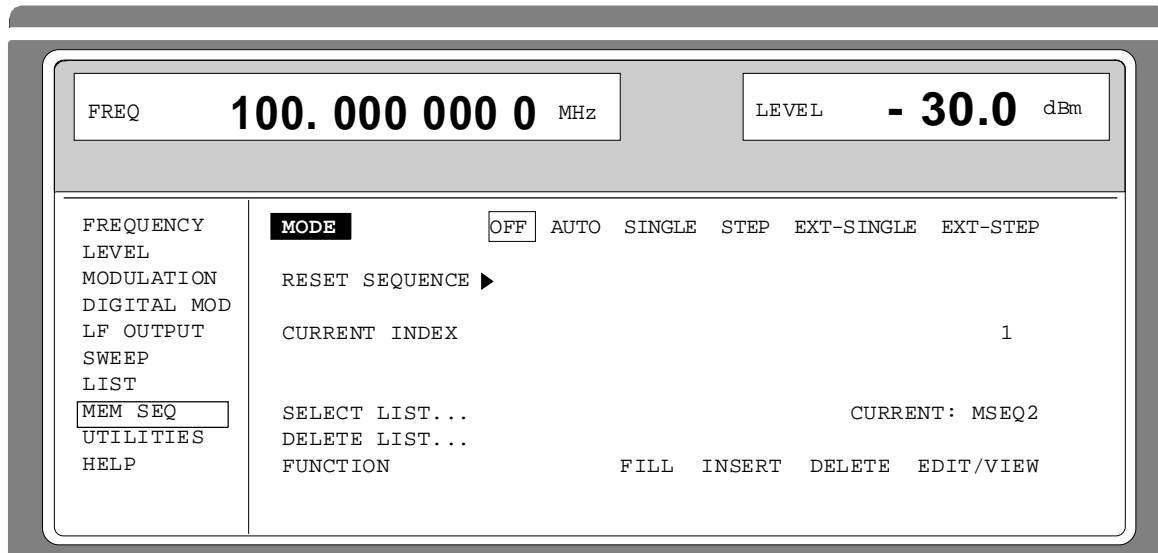 FREQ 100. 000 000 0 MHz LEVEL - 30.0 dBm
FREQUENCY
LEVEL
MODULATION
DIGITAL MOD
LF OUTPUT
SWEEP
LIST
MEM SEQ
UTILITIES
HELP
MODE OFF AUTO SINGLE STEP EXT-SINGLE EXT-STEP
RESET SEQUENCE
CURRENT INDEX 1
SELECT LIST... CURRENT: MSEQ2
DELETE LIST...
FUNCTION FILL INSERT DELETE EDIT/VIEW